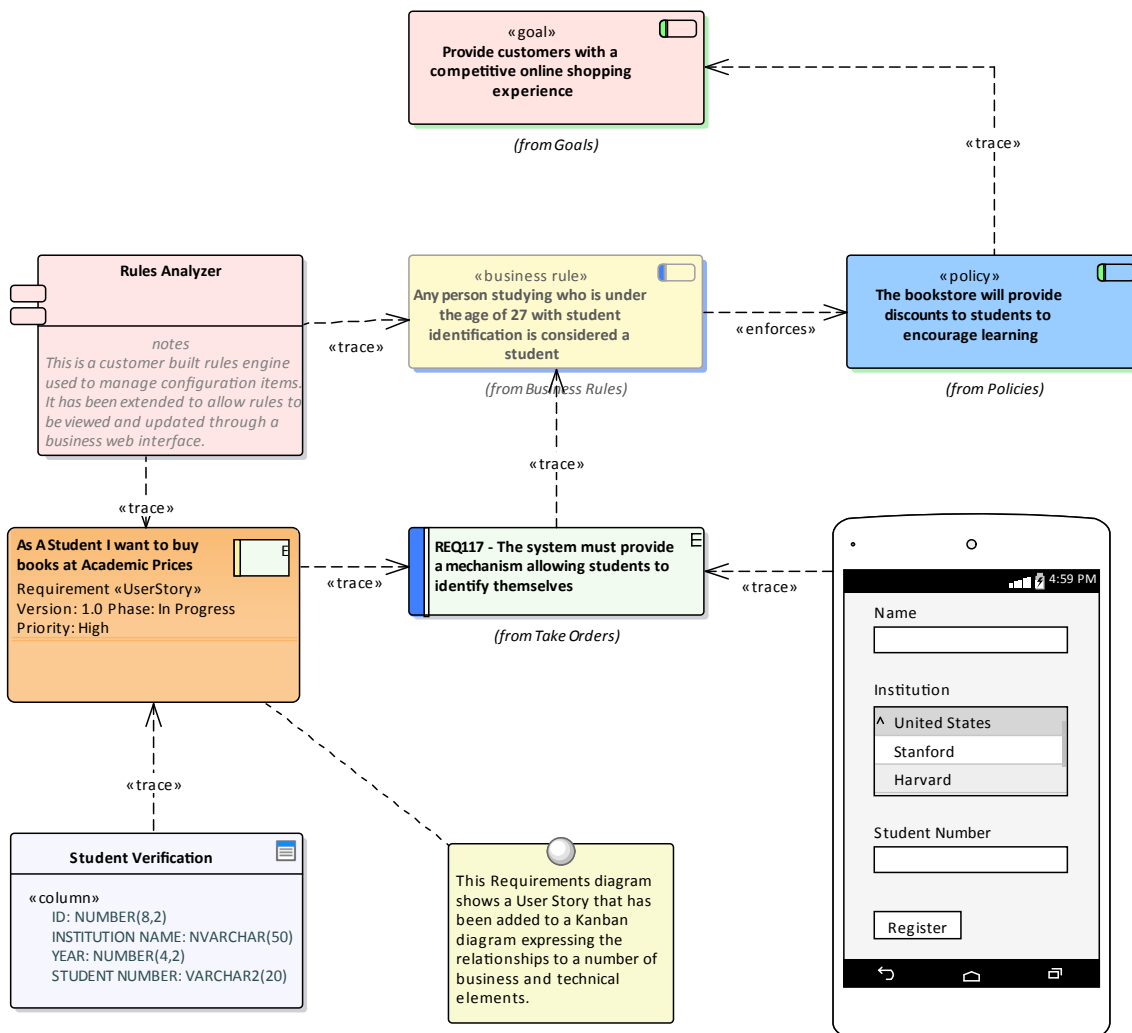 «goal»
Provide customers with a
competitive online shopping
experience
(from Goals)
«trace»
Rules Analyzer
notes
This is a customer built rules engine
used to manage configuration items.
It has been extended to allow rules to
be viewed and updated through a
business web interface.
«trace»
«business rule»
Any person studying who is under
the age of 27 with student
identification is considered a
student
(from Business Rules)
«enforces»
«policy»
The bookstore will provide
discounts to students to
encourage learning
(from Policies)
«trace»
«trace»
As A Student I want to buy
books at Academic Prices
E
Requirement «UserStory»
Version: 1.0 Phase: In Progress
Priority: High
«trace»
REQ117 - The system must provide
a mechanism allowing students to
identify themselves
E
(from Take Orders)
«trace»
4:59 PM
Name
Institution
^ United States
Stanford
Harvard
Student Number
Register
«trace»
Student Verification
«column»
ID: NUMBER(8,2)
INSTITUTION NAME: NVARCHAR(50)
YEAR: NUMBER(4,2)
STUDENT NUMBER: VARCHAR2(20)
This Requirements diagram
shows a User Story that has
been added to a Kanban
diagram expressing the
relationships to a number of
business and technical
elements.